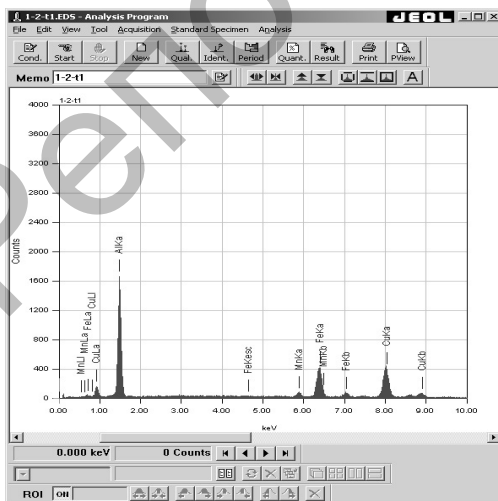 1-2-t1.EDS - Analysis Program
JEOL
File Edit View Tool Acquisition Standard Specimen Analysis
Cond. Start Stop New Qual. Ident. Period Quant. Result Print PView
Memo 1-2-t1
A
1-2-t1
4000
3600
3200
2800
2400
2000
1600
1200
800
400
0
Counts
MnLl
MnLa
FeLa
CuLl
CuLa
AlKa
FeKesc
MnKa
FeKa
MnKb
FeKb
CuKa
CuKb
0.00 1.00 2.00 3.00 4.00 5.00 6.00 7.00 8.00 9.00 10.00
keV
0.000 keV 0 Counts
ROI ON
Репо